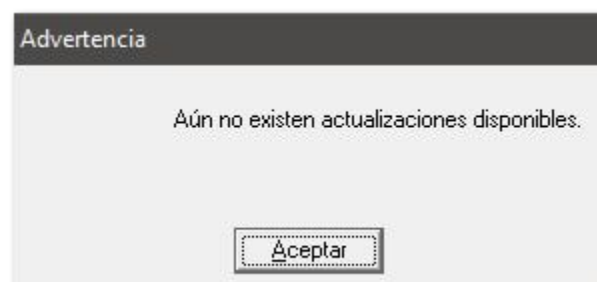 Advertencia
Aún no existen actualizaciones disponibles.
Aceptar